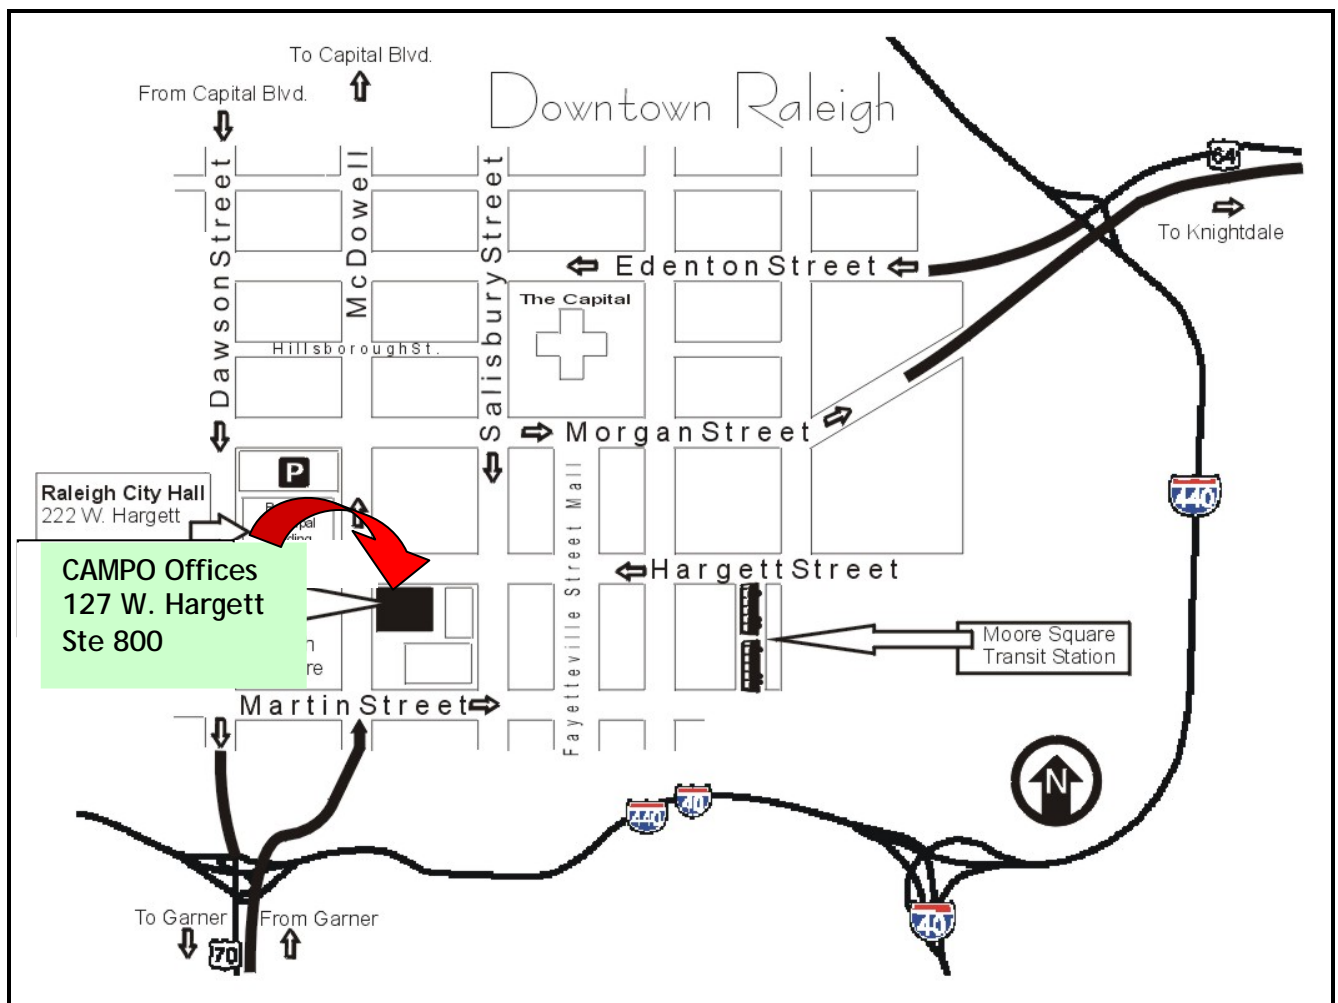 To Capital Blvd.
From Capital Blvd.
Downtown Raleigh
Dawson Street
McDowell
Salisbury Street
64
To Knightdale
Edenton Street
The Capital
Hillsborough St.
Morgan Street
P
Raleigh City Hall
222 W. Hargett
440
CAMPO Offices
127 W. Hargett
Ste 800
Hargett Street
Fayetteville Street Mall
Moore Square
Transit Station
Martin Street
N
440
40
To Garner
From Garner
70
40